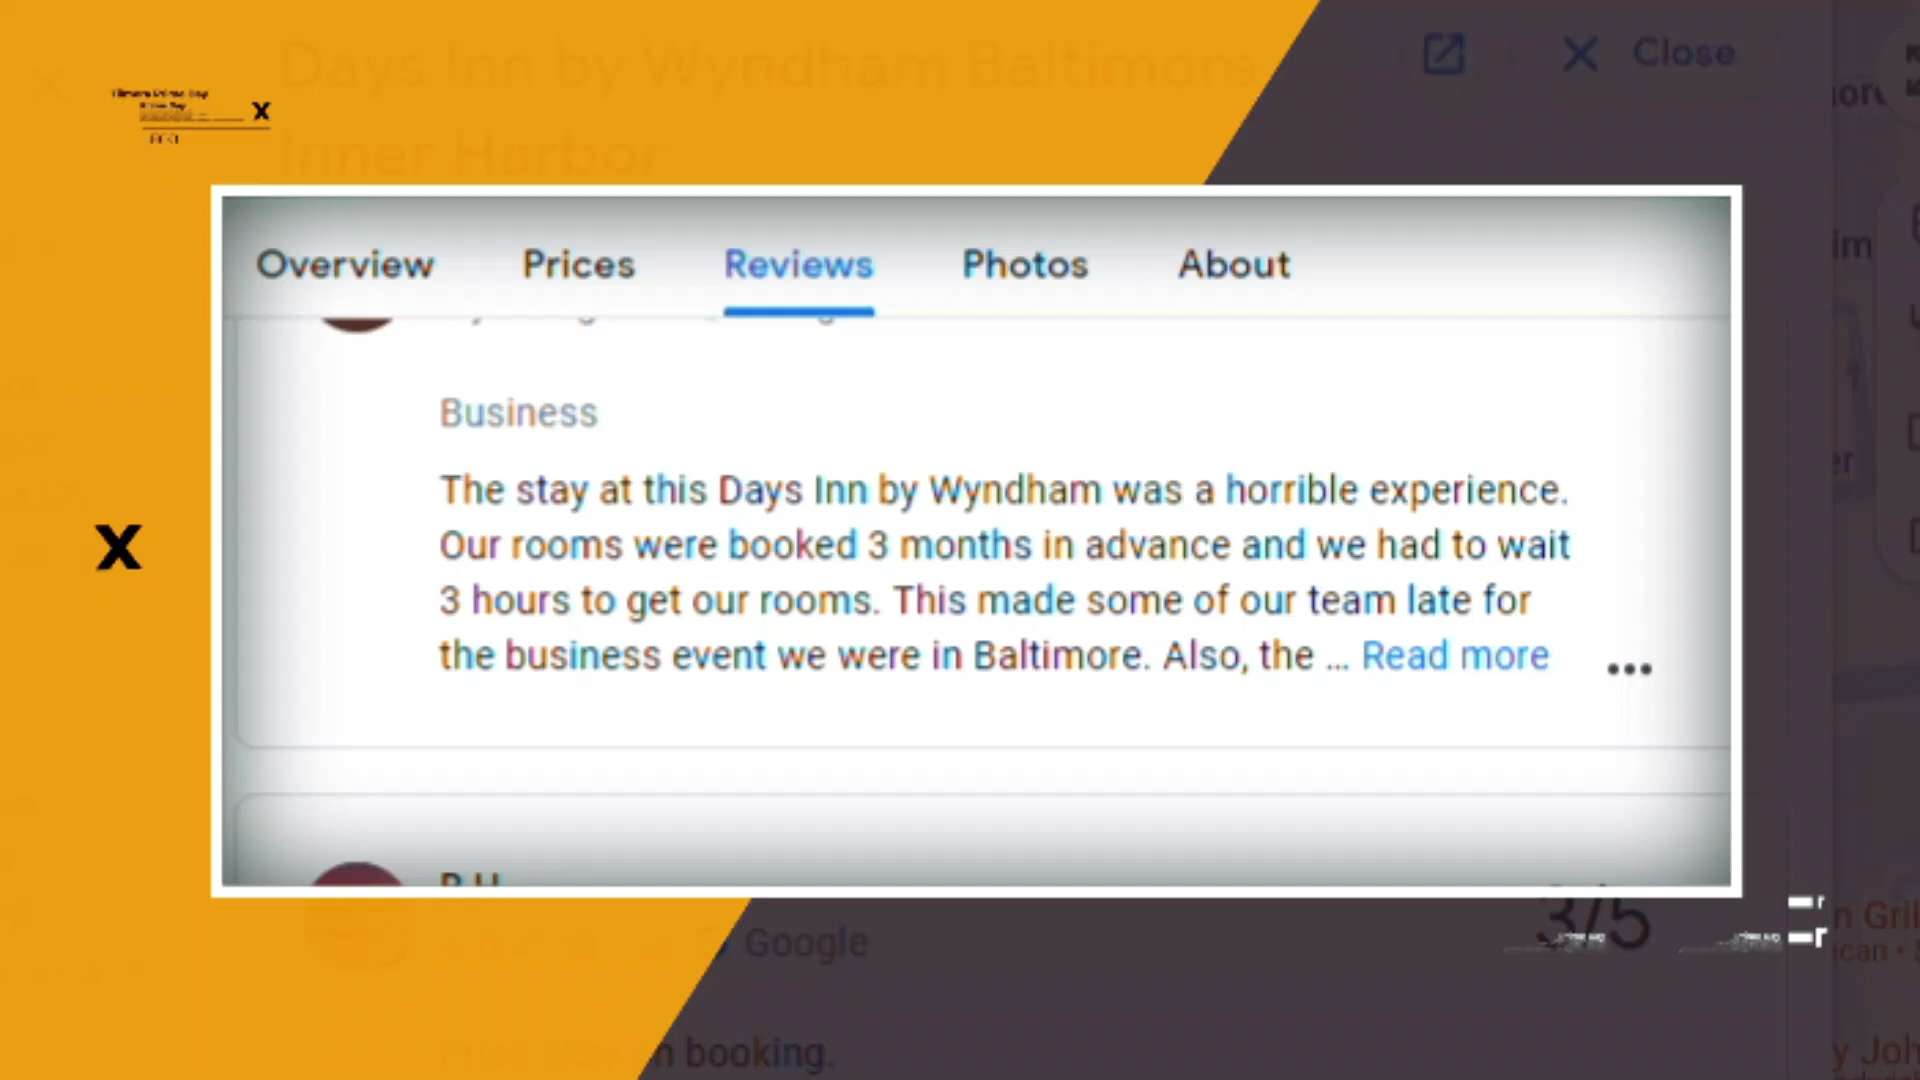 Days Inn by Wyndham Baltimore
Inner Harbor
Close
X
Overview Prices Reviews Photos About
Business
The stay at this Days Inn by Wyndham was a horrible experience.
Our rooms were booked 3 months in advance and we had to wait
3 hours to get our rooms. This made some of our team late for
the business event we were in Baltimore. Also, the ... Read more
X
3/5
Google
booking.